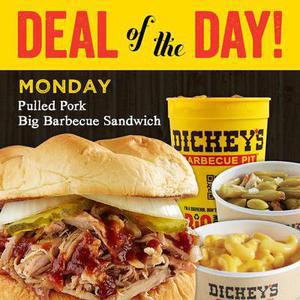 DEAL of the DAY!
MONDAY
Pulled Pork
Big Barbecue Sandwich
DICKEY'S
BARBECUE PIT
DICKEY'S